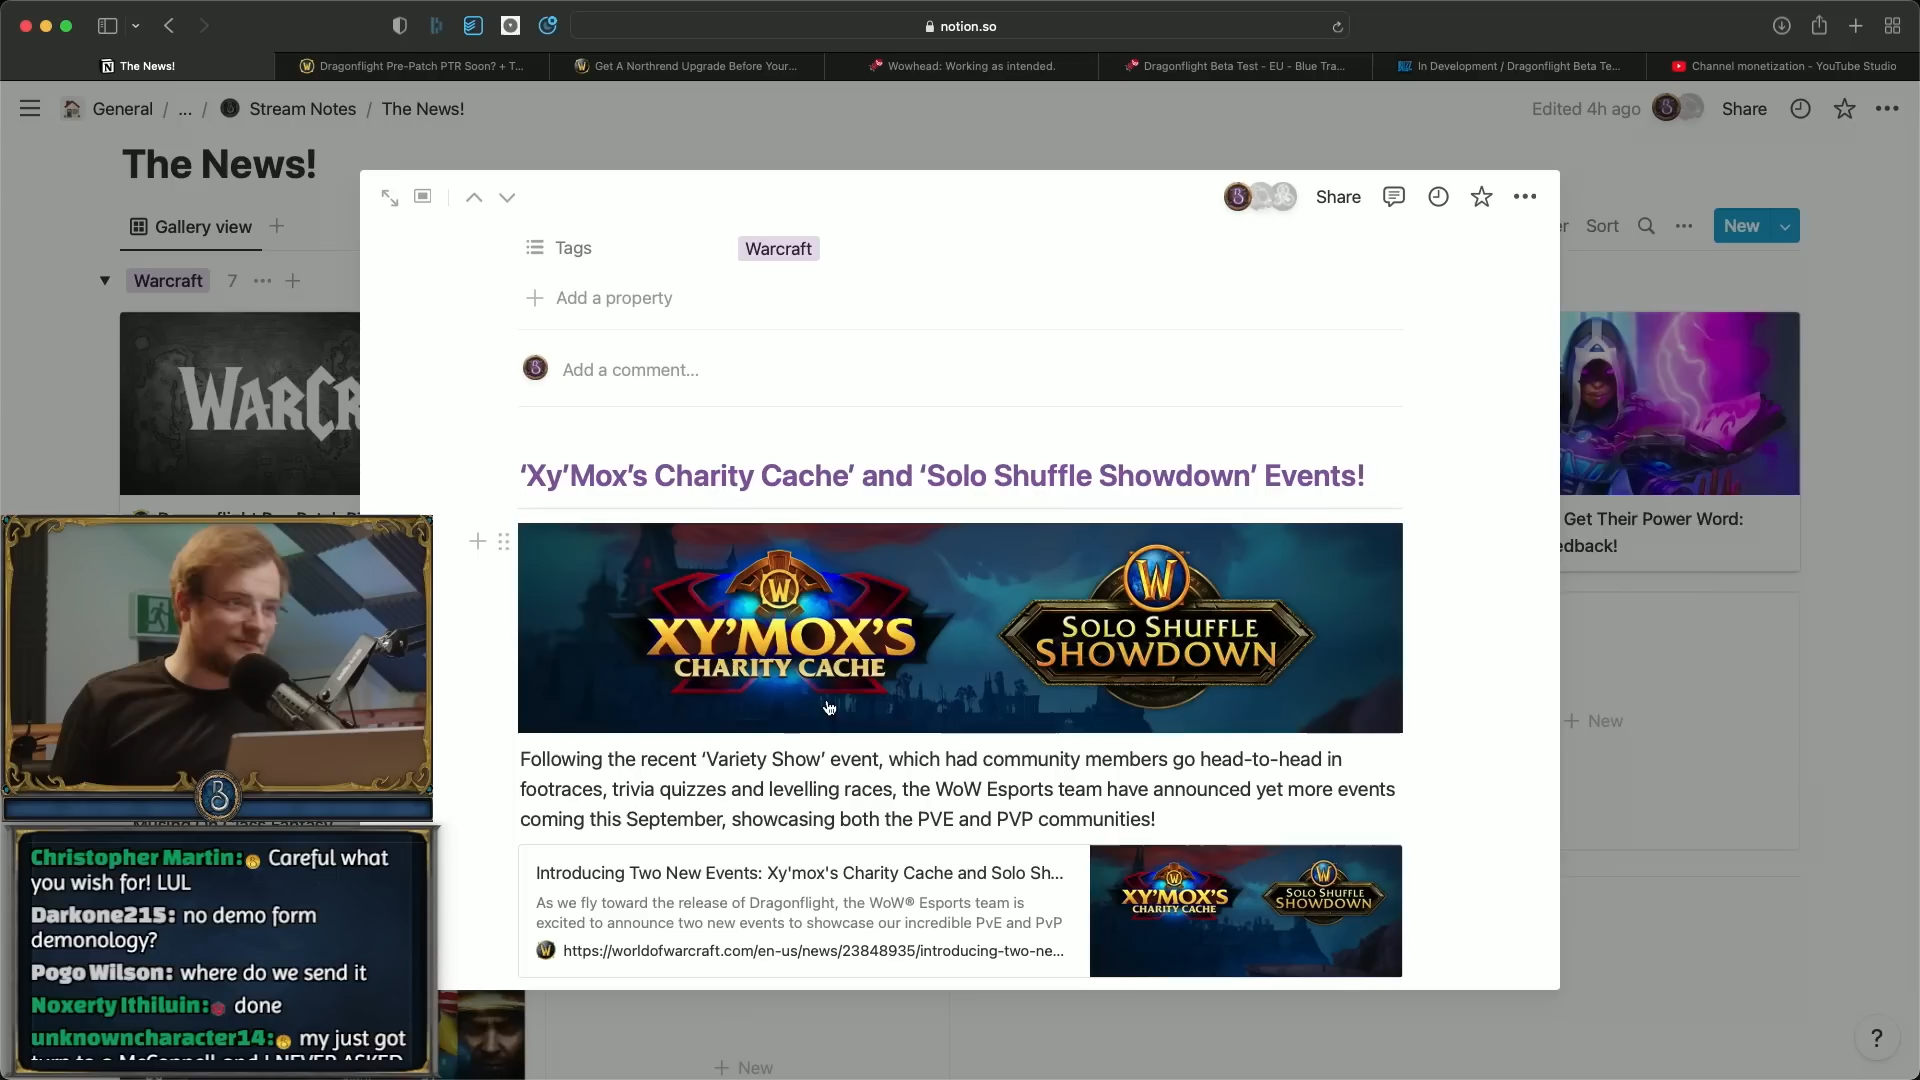 notion.so
The News!
Dragonflight Pre-Patch PTR Soon? + T...
Get A Northrend Upgrade Before Your...
Wowhead: Working as intended.
Dragonflight Beta Test - EU - Blue Tra...
In Development / Dragonflight Beta Te...
Channel monetization - YouTube Studio
General / ... / Stream Notes / The News!
Edited 4h ago
Share
The News!
Gallery view
Sort
New
Warcraft 7
WARCR
Share
Tags
Warcraft
Add a property
Add a comment...
‘Xy’Mox’s Charity Cache’ and ‘Solo Shuffle Showdown’ Events!
XY'MOX'S
CHARITY CACHE
SOLO SHUFFLE
SHOWDOWN
Following the recent ‘Variety Show’ event, which had community members go head-to-head in
footraces, trivia quizzes and levelling races, the WoW Esports team have announced yet more events
coming this September, showcasing both the PVE and PVP communities!
Introducing Two New Events: Xy'mox's Charity Cache and Solo Sh...
As we fly toward the release of Dragonflight, the WoW® Esports team is
excited to announce two new events to showcase our incredible PvE and PvP
https://worldofwarcraft.com/en-us/news/23848935/introducing-two-ne...
XY'MOX'S
CHARITY CACHE
SOLO SHUFFLE
SHOWDOWN
Get Their Power Word:
edback!
New
New
Christopher Martin: Careful what
you wish for! LUL
Darkone215: no demo form
demonology?
Pogo Wilson: where do we send it
Noxerty Ithiluin: done
unknowncharacter14: my just got
?